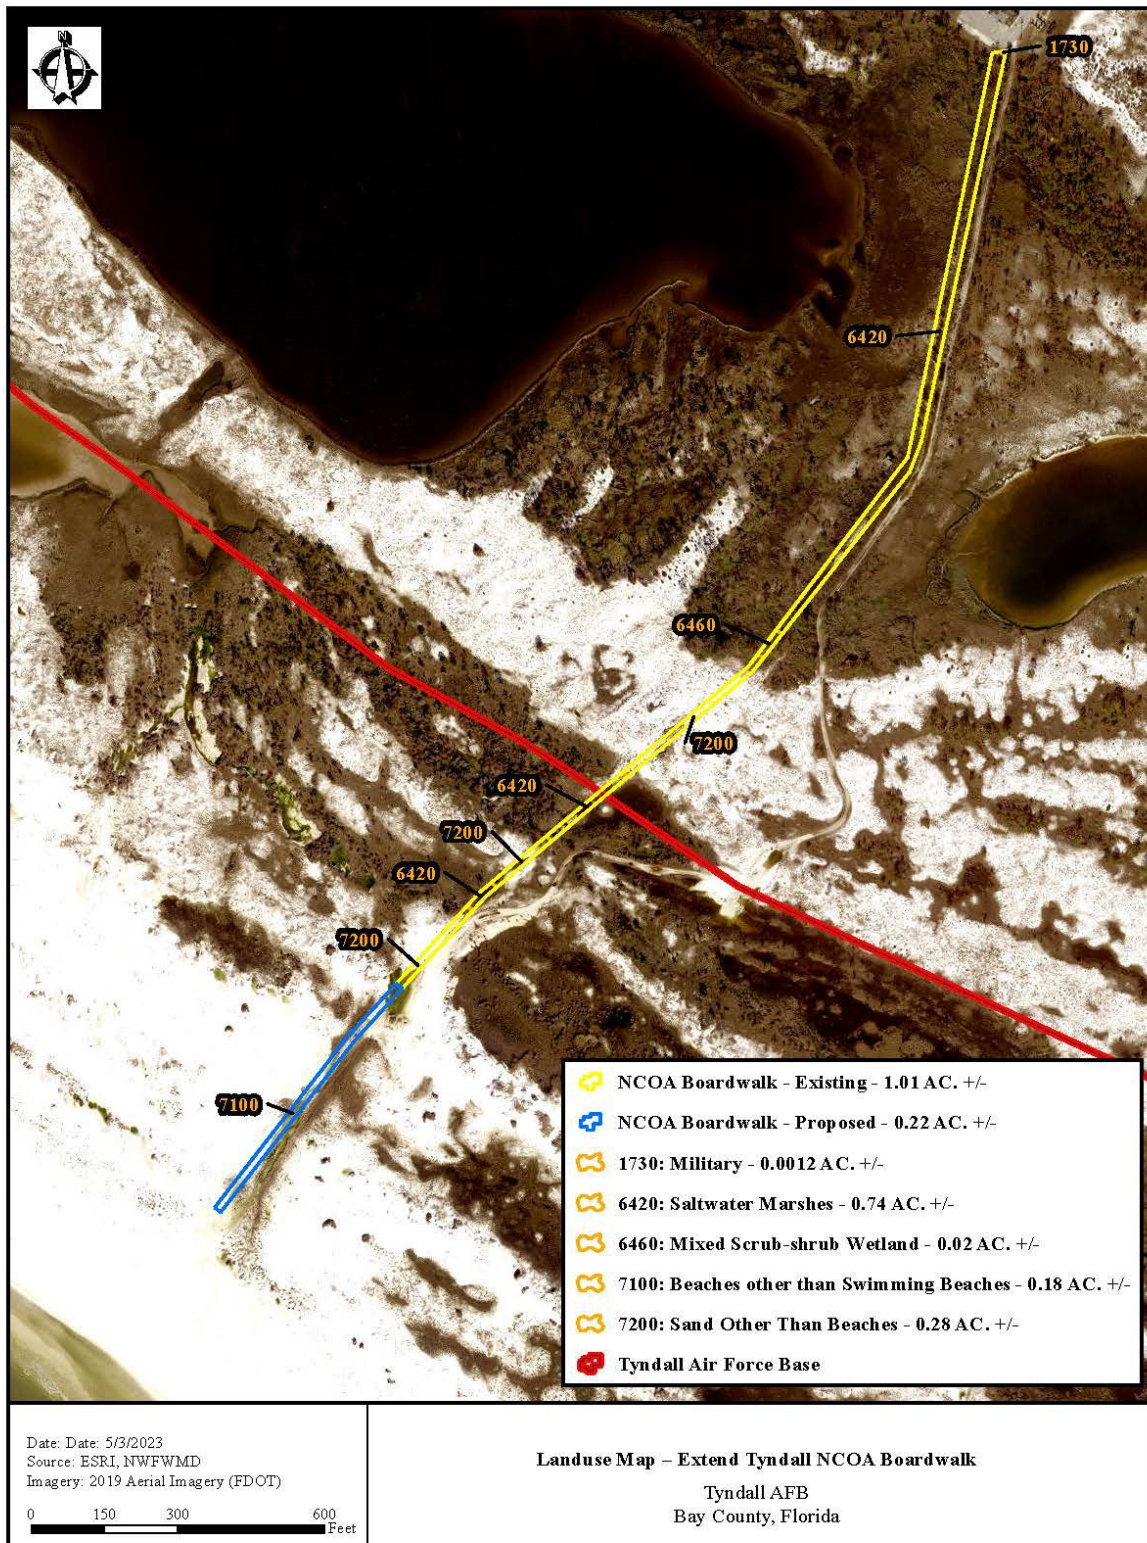 N
1730
6420
6460
7200
6420
7200
6420
7200
7100
NCOA Boardwalk - Existing - 1.01 AC. +/-
NCOA Boardwalk - Proposed - 0.22 AC. +/-
1730: Military - 0.0012 AC. +/-
6420: Saltwater Marshes - 0.74 AC. +/-
6460: Mixed Scrub-shrub Wetland - 0.02 AC. +/-
7100: Beaches other than Swimming Beaches - 0.18 AC. +/-
7200: Sand Other Than Beaches - 0.28 AC. +/-
Tyndall Air Force Base
Date: Date: 5/3/2023
Source: ESRI, NWFWMD
Imagery: 2019 Aerial Imagery (FDOT)
0 150 300 600
Feet
Landuse Map – Extend Tyndall NCOA Boardwalk
Tyndall AFB
Bay County, Florida